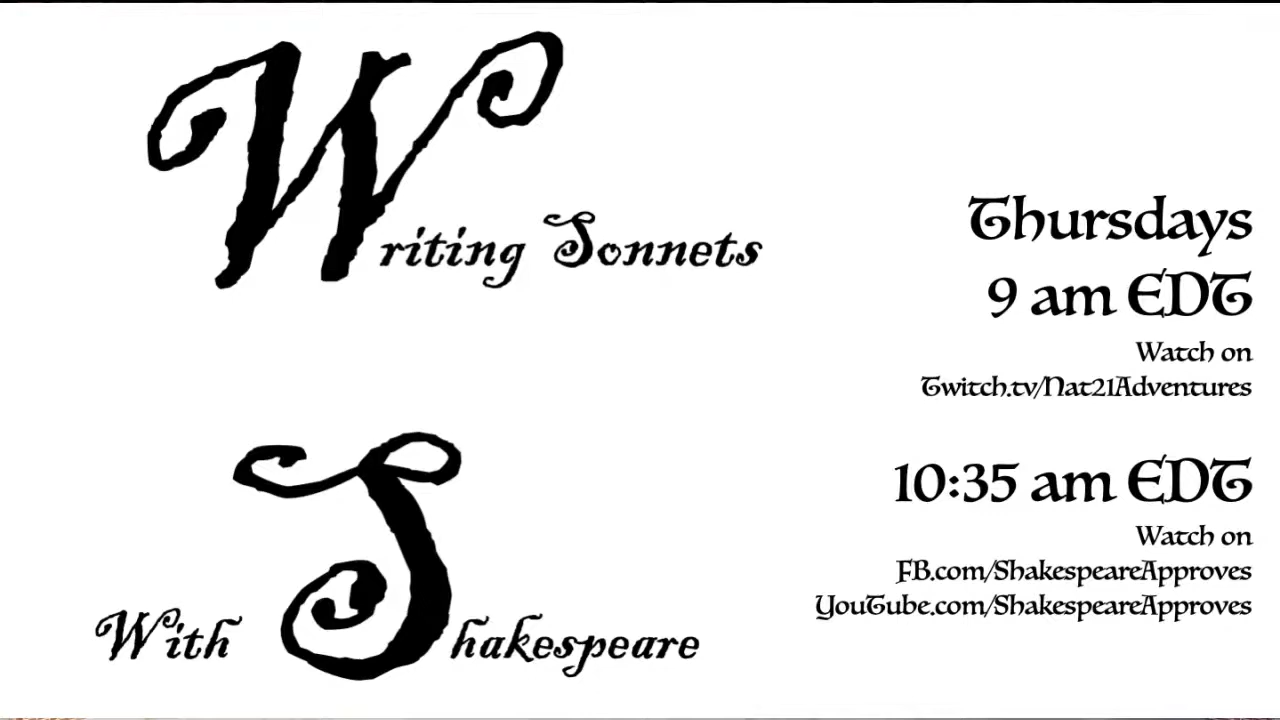 Writing Sonnets
With Shakespeare
Thursdays
9 am EDT
Watch on
Twitch.tv/Nat21Adventures
10:35 am EDT
Watch on
FB.com/ShakespeareApproves
YouTube.com/ShakespeareApproves